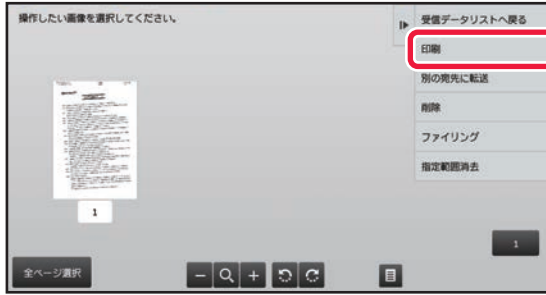 操作したい画像を選択してください。
受信データリストへ戻る
印刷
別の宛先に転送
削除
ファイリング
指定範囲消去
1
1
全ページ選択